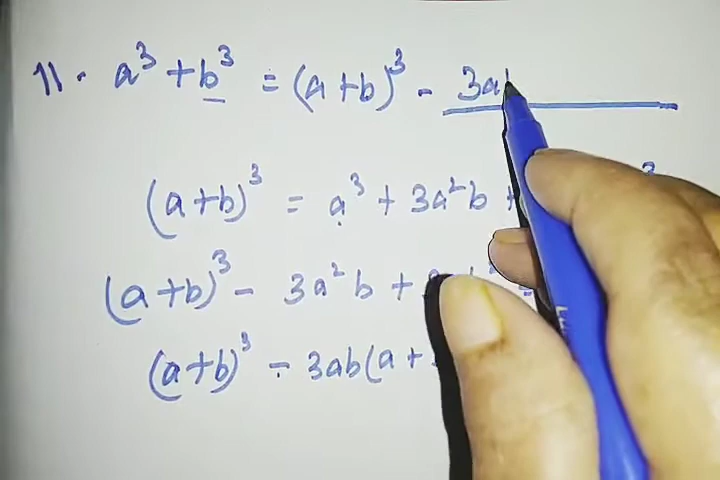 11. a³ + b³ = (a+b)³ - 3a
(a+b)³ = a³ + 3a²b +
(a+b)³ - 3a²b +
(a+b)³ - 3ab(a+